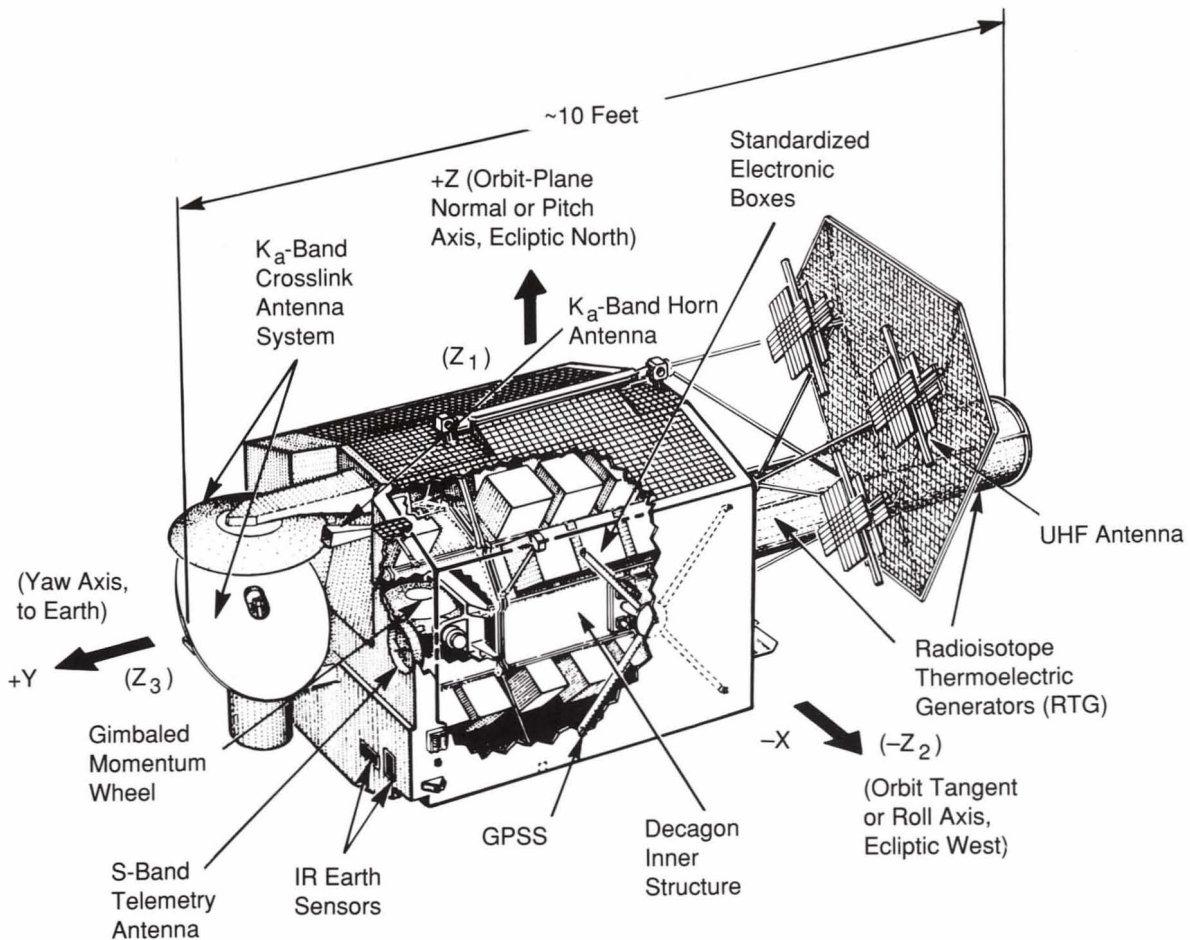 ~10 Feet
Standardized
Electronic
Boxes
+Z (Orbit-Plane
Normal or Pitch
Axis, Ecliptic North)
Ka-Band
Crosslink
Antenna
System
Ka-Band Horn
Antenna
(Z1)
UHF Antenna
(Yaw Axis,
to Earth)
+Y
(Z3)
Radioisotope
Thermoelectric
Generators (RTG)
Gimbaled
Momentum
Wheel
–X
(–Z2)
(Orbit Tangent
or Roll Axis,
Ecliptic West)
GPSS
Decagon
Inner
Structure
S-Band
Telemetry
Antenna
IR Earth
Sensors